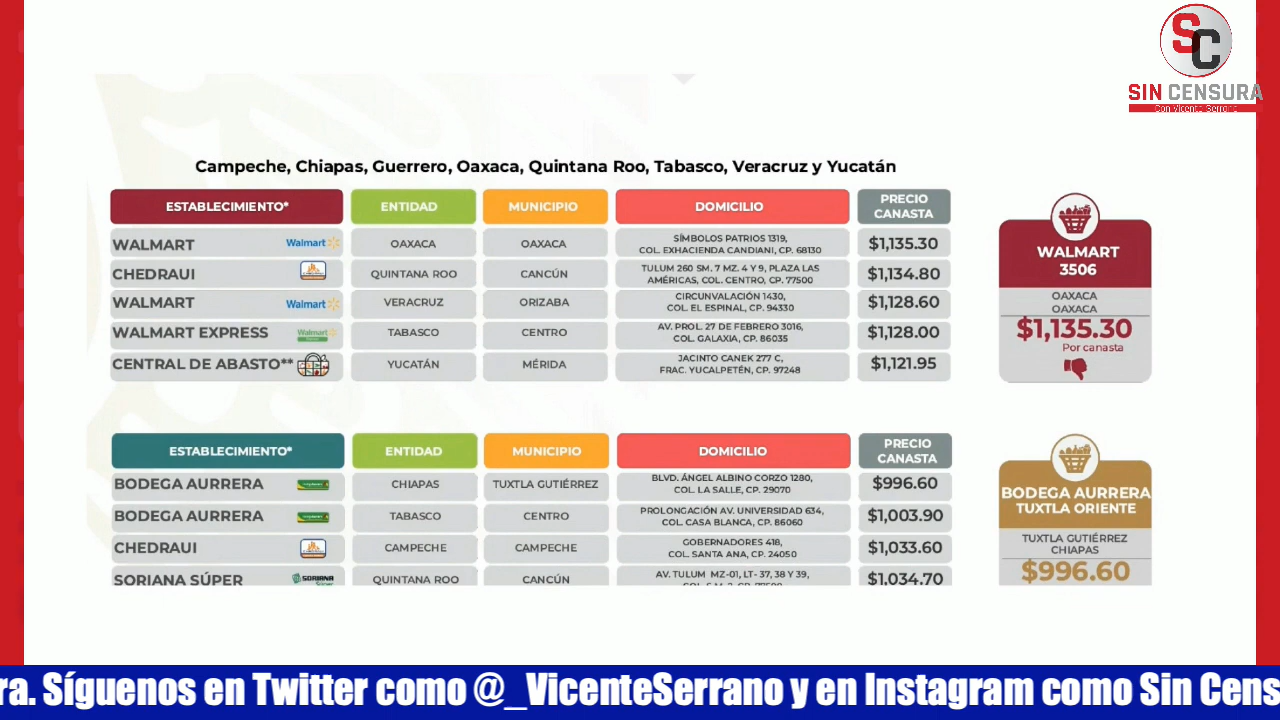 SC
SIN CENSURA
Con Vicente Serrano
Campeche, Chiapas, Guerrero, Oaxaca, Quintana Roo, Tabasco, Veracruz y Yucatán
ESTABLECIMIENTO* ENTIDAD MUNICIPIO DOMICILIO PRECIO CANASTA
WALMART Walmart OAXACA OAXACA SÍMBOLOS PATRIOS 1319, COL. EXHACIENDA CANDIANI, CP. 68130 $1,135.30
CHEDRAUI QUINTANA ROO CANCÚN TULUM 260 SM. 7 MZ. 4 Y 9, PLAZA LAS AMÉRICAS, COL. CENTRO, CP. 77500 $1,134.80
WALMART Walmart VERACRUZ ORIZABA CIRCUNVALACIÓN 1430, COL. EL ESPINAL, CP. 94330 $1,128.60
WALMART EXPRESS Walmart TABASCO CENTRO AV. PROL. 27 DE FEBRERO 3016, COL. GALAXIA, CP. 86035 $1,128.00
CENTRAL DE ABASTO** YUCATÁN MÉRIDA JACINTO CANEK 277 C, FRAC. YUCALPETÉN, CP. 97248 $1,121.95
WALMART
3506
OAXACA
OAXACA
$1,135.30
Por canasta
ESTABLECIMIENTO* ENTIDAD MUNICIPIO DOMICILIO PRECIO CANASTA
BODEGA AURRERA CHIAPAS TUXTLA GUTIÉRREZ BLVD. ÁNGEL ALBINO CORZO 1280, COL. LA SALLE, CP. 29070 $996.60
BODEGA AURRERA TABASCO CENTRO PROLONGACIÓN AV. UNIVERSIDAD 634, COL. CASA BLANCA, CP. 86060 $1,003.90
CHEDRAUI CAMPECHE CAMPECHE GOBERNADORES 418, COL. SANTA ANA, CP. 24050 $1,033.60
SORIANA SÚPER SORIANA QUINTANA ROO CANCÚN AV. TULUM MZ-01, LT- 37, 38 Y 39, $1,034.70
BODEGA AURRERA
TUXTLA ORIENTE
TUXTLA GUTIÉRREZ
CHIAPAS
$996.60
ra. Síguenos en Twitter como @_VicenteSerrano y en Instagram como Sin Cens